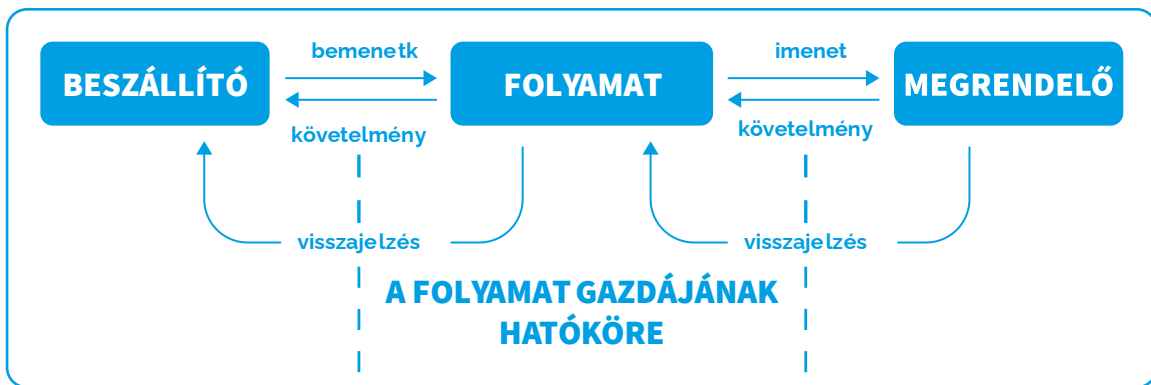 bemenetk
imenet
BESZÁLLÍTÓ
FOLYAMAT
MEGRENDELŐ
követelmény
követelmény
visszajelzés
visszajelzés
A FOLYAMAT GAZDÁJÁNAK
HATÓKÖRE